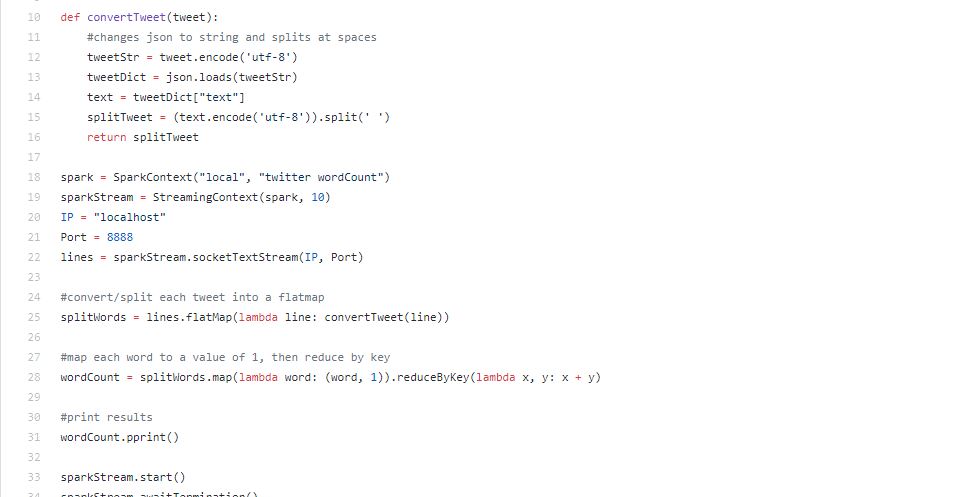 10 def convertTweet(tweet):
11 #changes json to string and splits at spaces
12 tweetStr = tweet.encode('utf-8')
13 tweetDict = json.loads(tweetStr)
14 text = tweetDict["text"]
15 splitTweet = (text.encode('utf-8')).split(' ')
16 return splitTweet
17
18 spark = SparkContext("local", "twitter wordCount")
19 sparkStream = StreamingContext(spark, 10)
20 IP = "localhost"
21 Port = 8888
22 lines = sparkStream.socketTextStream(IP, Port)
23
24 #convert/split each tweet into a flatmap
25 splitWords = lines.flatMap(lambda line: convertTweet(line))
26
27 #map each word to a value of 1, then reduce by key
28 wordCount = splitWords.map(lambda word: (word, 1)).reduceByKey(lambda x, y: x + y)
29
30 #print results
31 wordCount.pprint()
32
33 sparkStream.start()
34 sparkStream.awaitTermination()